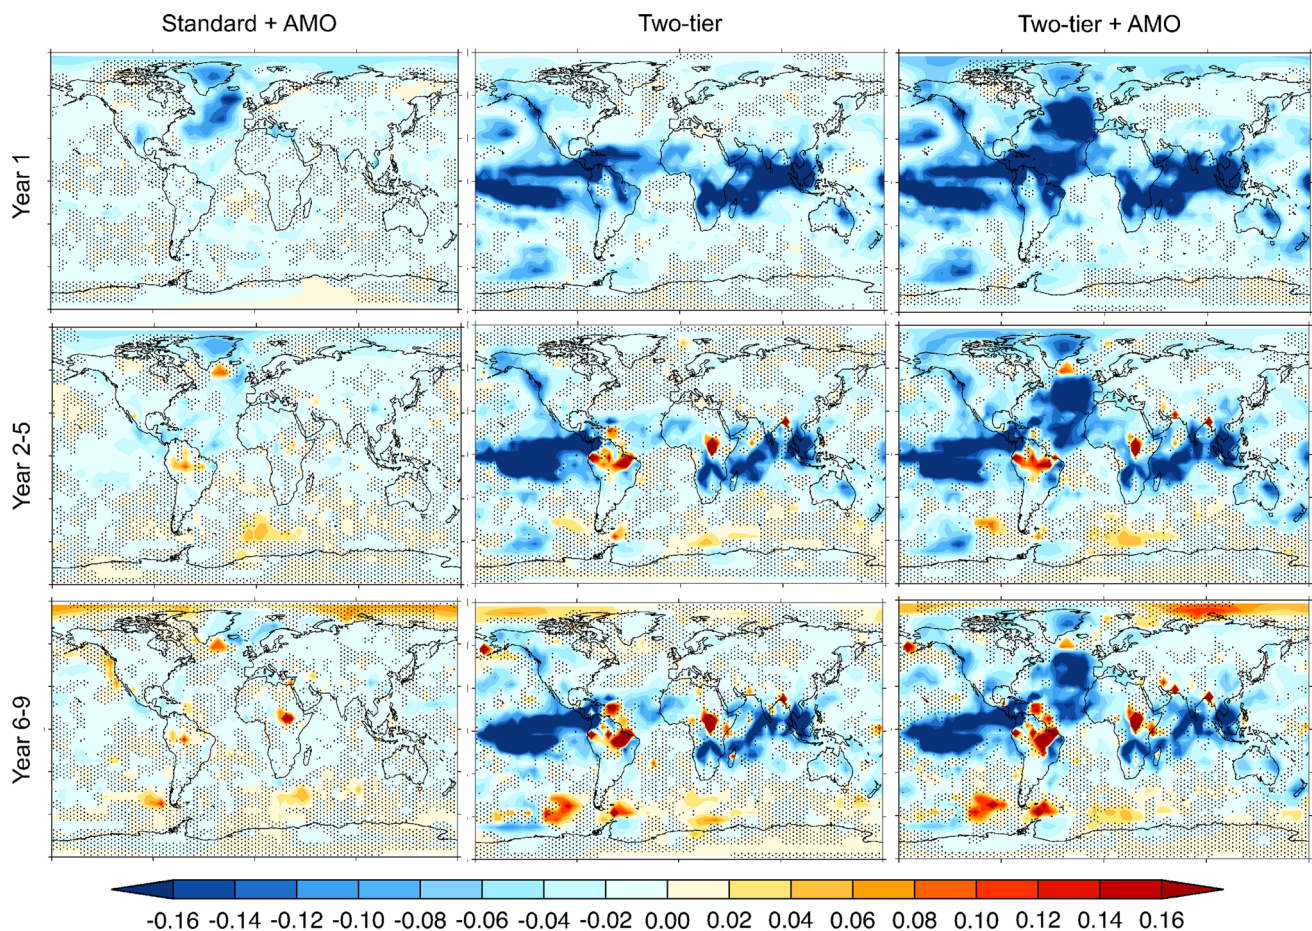 Standard + AMO
Two-tier
Two-tier + AMO
Year 1
Year 2-5
Year 6-9
-0.16 -0.14 -0.12 -0.10 -0.08 -0.06 -0.04 -0.02 0.00 0.02 0.04 0.06 0.08 0.10 0.12 0.14 0.16